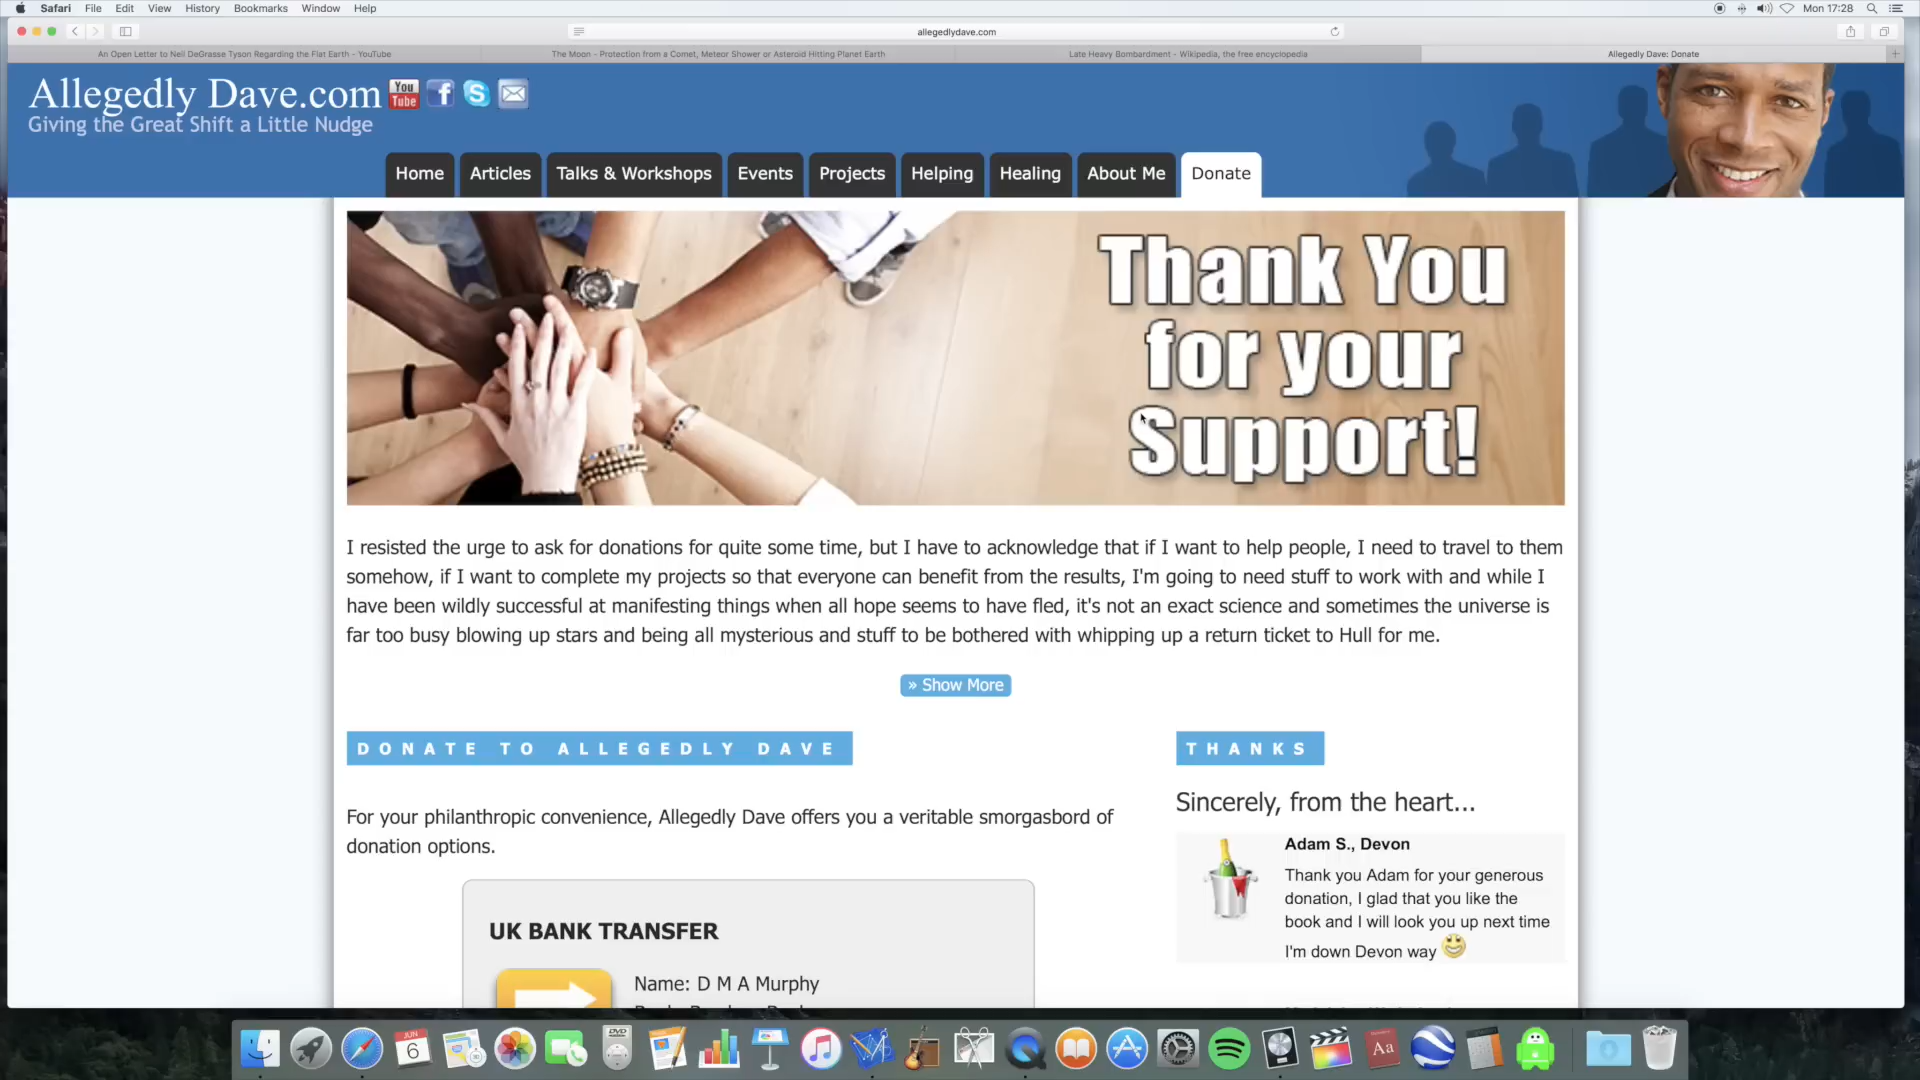 Safari File Edit View History Bookmarks Window Help
Mon 17:28
allegedlydave.com
An Open Letter to Neil DeGrasse Tyson Regarding the Flat Earth - YouTube
The Moon - Protection from a Comet, Meteor Shower or Asteroid Hitting Planet Earth
Late Heavy Bombardment - Wikipedia, the free encyclopedia
Allegedly Dave: Donate
Allegedly Dave.com
You Tube
f
S
Giving the Great Shift a Little Nudge
Home Articles Talks & Workshops Events Projects Helping Healing About Me Donate
Thank You
for your
Support!
I resisted the urge to ask for donations for quite some time, but I have to acknowledge that if I want to help people, I need to travel to them
somehow, if I want to complete my projects so that everyone can benefit from the results, I'm going to need stuff to work with and while I
have been wildly successful at manifesting things when all hope seems to have fled, it's not an exact science and sometimes the universe is
far too busy blowing up stars and being all mysterious and stuff to be bothered with whipping up a return ticket to Hull for me.
» Show More
DONATE TO ALLEGEDLY DAVE
For your philanthropic convenience, Allegedly Dave offers you a veritable smorgasbord of
donation options.
UK BANK TRANSFER
Name: D M A Murphy
THANKS
Sincerely, from the heart...
Adam S., Devon
Thank you Adam for your generous
donation, I glad that you like the
book and I will look you up next time
I'm down Devon way
JUN
6
DVD
Aa